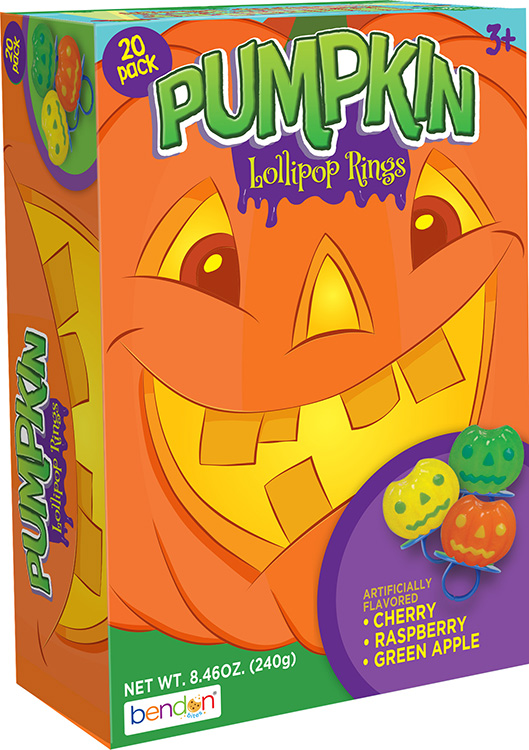 20
pack
PUMPKIN
Lollipop Rings
3+
20
pack
PUMPKIN
Lollipop Rings
ARTIFICIALLY
FLAVORED
• CHERRY
• RASPBERRY
• GREEN APPLE
NET WT. 8.46OZ. (240g)
bendon
Bites